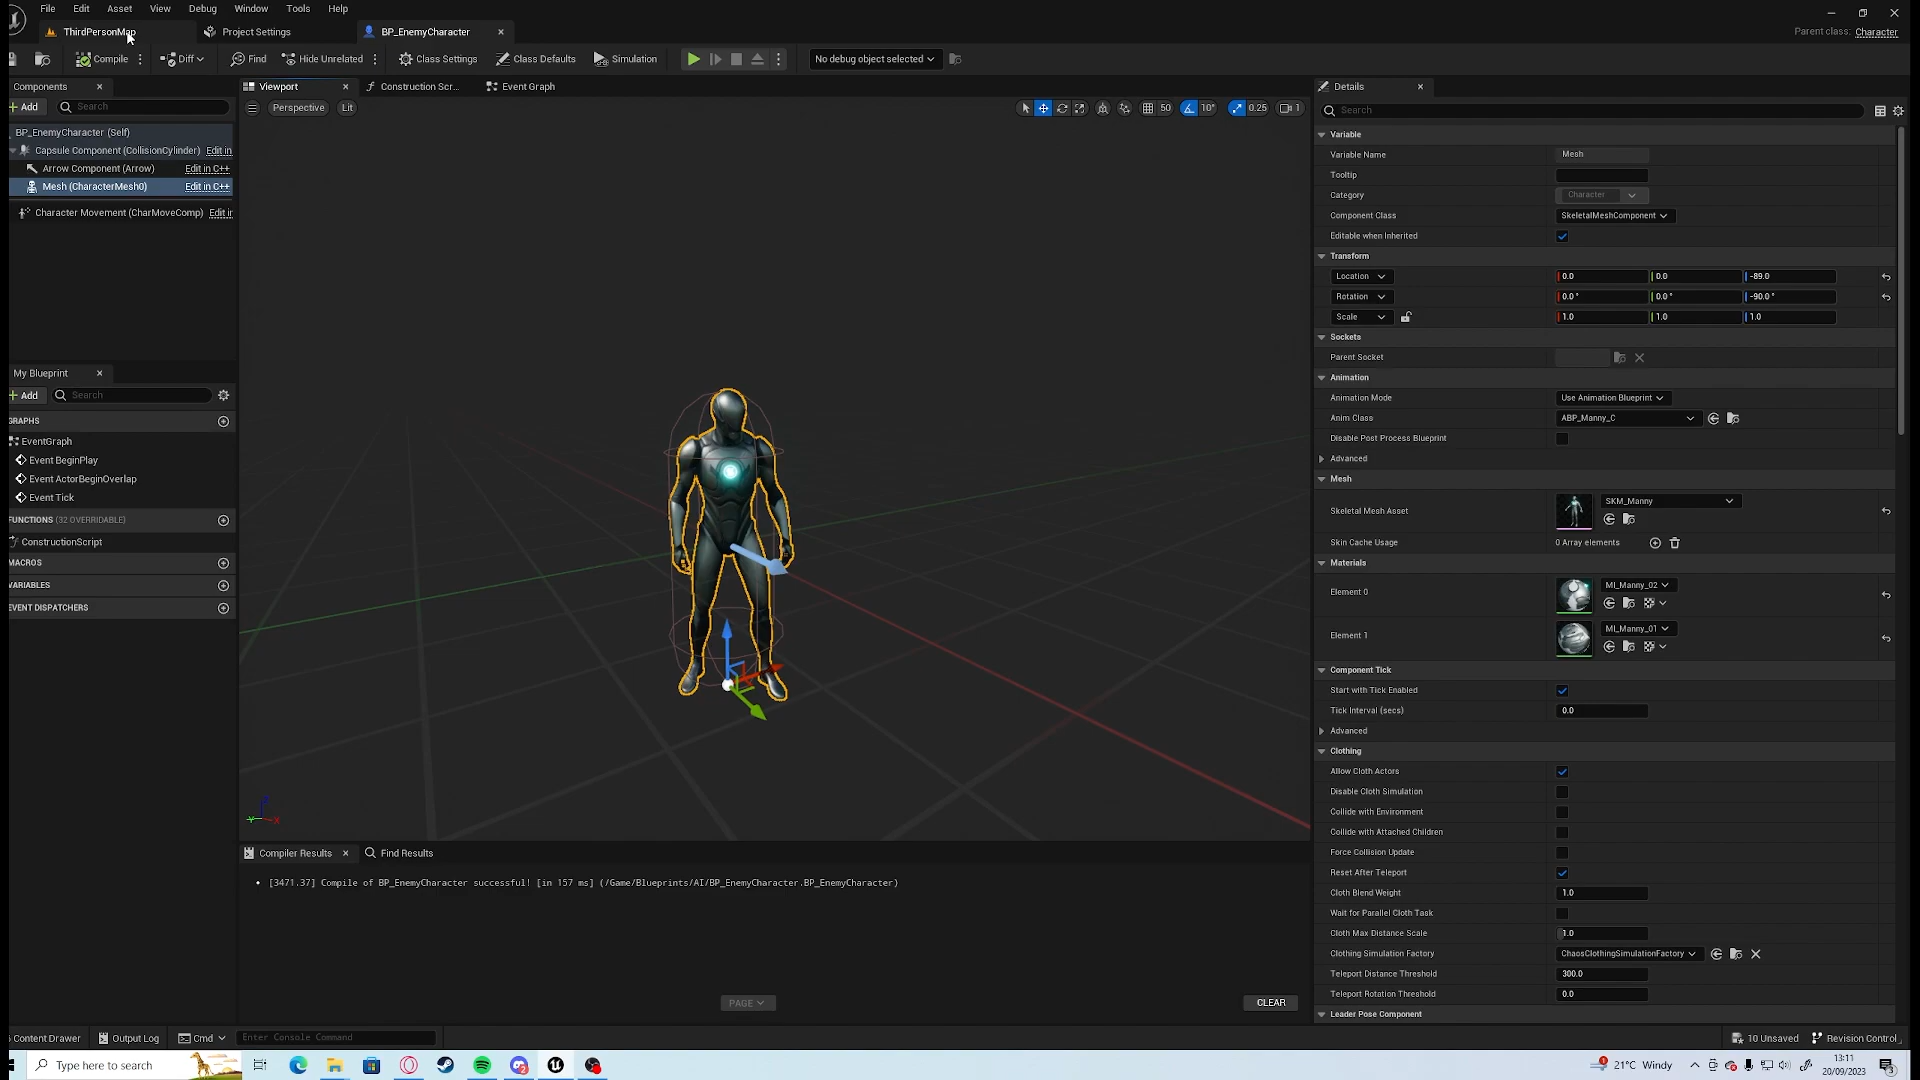 File Edit Asset View Debug Window Tools Help
ThirdPersonMap Project Settings BP_EnemyCharacter
Parent class: Character
Compile Diff Find Hide Unrelated Class Settings Class Defaults Simulation No debug object selected
Components
Add Search
BP_EnemyCharacter (Self)
Capsule Component (CollisionCylinder) Edit in
Arrow Component (Arrow) Edit in C++
Mesh (CharacterMesh0) Edit in C++
Character Movement (CharMoveComp) Edit in
My Blueprint
Add Search
GRAPHS
EventGraph
Event BeginPlay
Event ActorBeginOverlap
Event Tick
FUNCTIONS (32 OVERRIDABLE)
ConstructionScript
MACROS
VARIABLES
EVENT DISPATCHERS
Viewport Construction Scr... Event Graph
Perspective Lit 50 10° 0.25 1
Z
Y X
Compiler Results Find Results
• [3471.37] Compile of BP_EnemyCharacter successful! [in 157 ms] (/Game/Blueprints/AI/BP_EnemyCharacter.BP_EnemyCharacter)
PAGE CLEAR
Details
Search
Variable
Variable Name Mesh
Tooltip
Category Character
Component Class SkeletalMeshComponent
Editable when Inherited
Transform
Location 0.0 0.0 -89.0
Rotation 0.0° 0.0° -90.0°
Scale 1.0 1.0 1.0
Sockets
Parent Socket
Animation
Animation Mode Use Animation Blueprint
Anim Class ABP_Manny_C
Disable Post Process Blueprint
Advanced
Mesh
Skeletal Mesh Asset SKM_Manny
Skin Cache Usage 0 Array elements
Materials
Element 0 MI_Manny_02
Element 1 MI_Manny_01
Component Tick
Start with Tick Enabled
Tick Interval (secs) 0.0
Advanced
Clothing
Allow Cloth Actors
Disable Cloth Simulation
Collide with Environment
Collide with Attached Children
Force Collision Update
Reset After Teleport
Cloth Blend Weight 1.0
Wait for Parallel Cloth Task
Cloth Max Distance Scale 1.0
Clothing Simulation Factory ChaosClothingSimulationFactory
Teleport Distance Threshold 300.0
Teleport Rotation Threshold 0.0
Leader Pose Component
Content Drawer Output Log Cmd Enter Console Command 10 Unsaved Revision Control
Type here to search 21°C Windy 13:11
20/09/2023